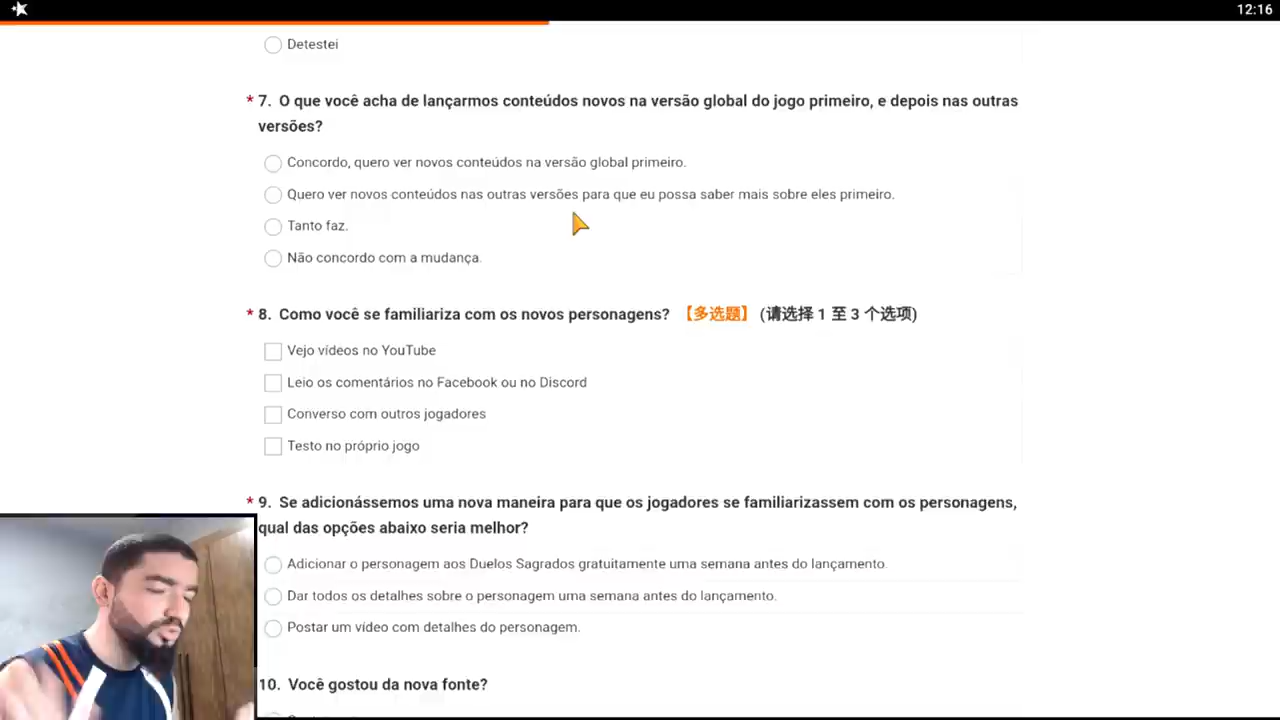 12:16
Detestei
* 7. O que você acha de lançarmos conteúdos novos na versão global do jogo primeiro, e depois nas outras
versões?
Concordo, quero ver novos conteúdos na versão global primeiro.
Quero ver novos conteúdos nas outras versões para que eu possa saber mais sobre eles primeiro.
Tanto faz.
Não concordo com a mudança.
* 8. Como você se familiariza com os novos personagens? 【多选题】 (请选择 1 至 3 个选项)
Vejo vídeos no YouTube
Leio os comentários no Facebook ou no Discord
Converso com outros jogadores
Testo no próprio jogo
* 9. Se adicionássemos uma nova maneira para que os jogadores se familiarizassem com os personagens,
qual das opções abaixo seria melhor?
Adicionar o personagem aos Duelos Sagrados gratuitamente uma semana antes do lançamento.
Dar todos os detalhes sobre o personagem uma semana antes do lançamento.
Postar um vídeo com detalhes do personagem.
10. Você gostou da nova fonte?